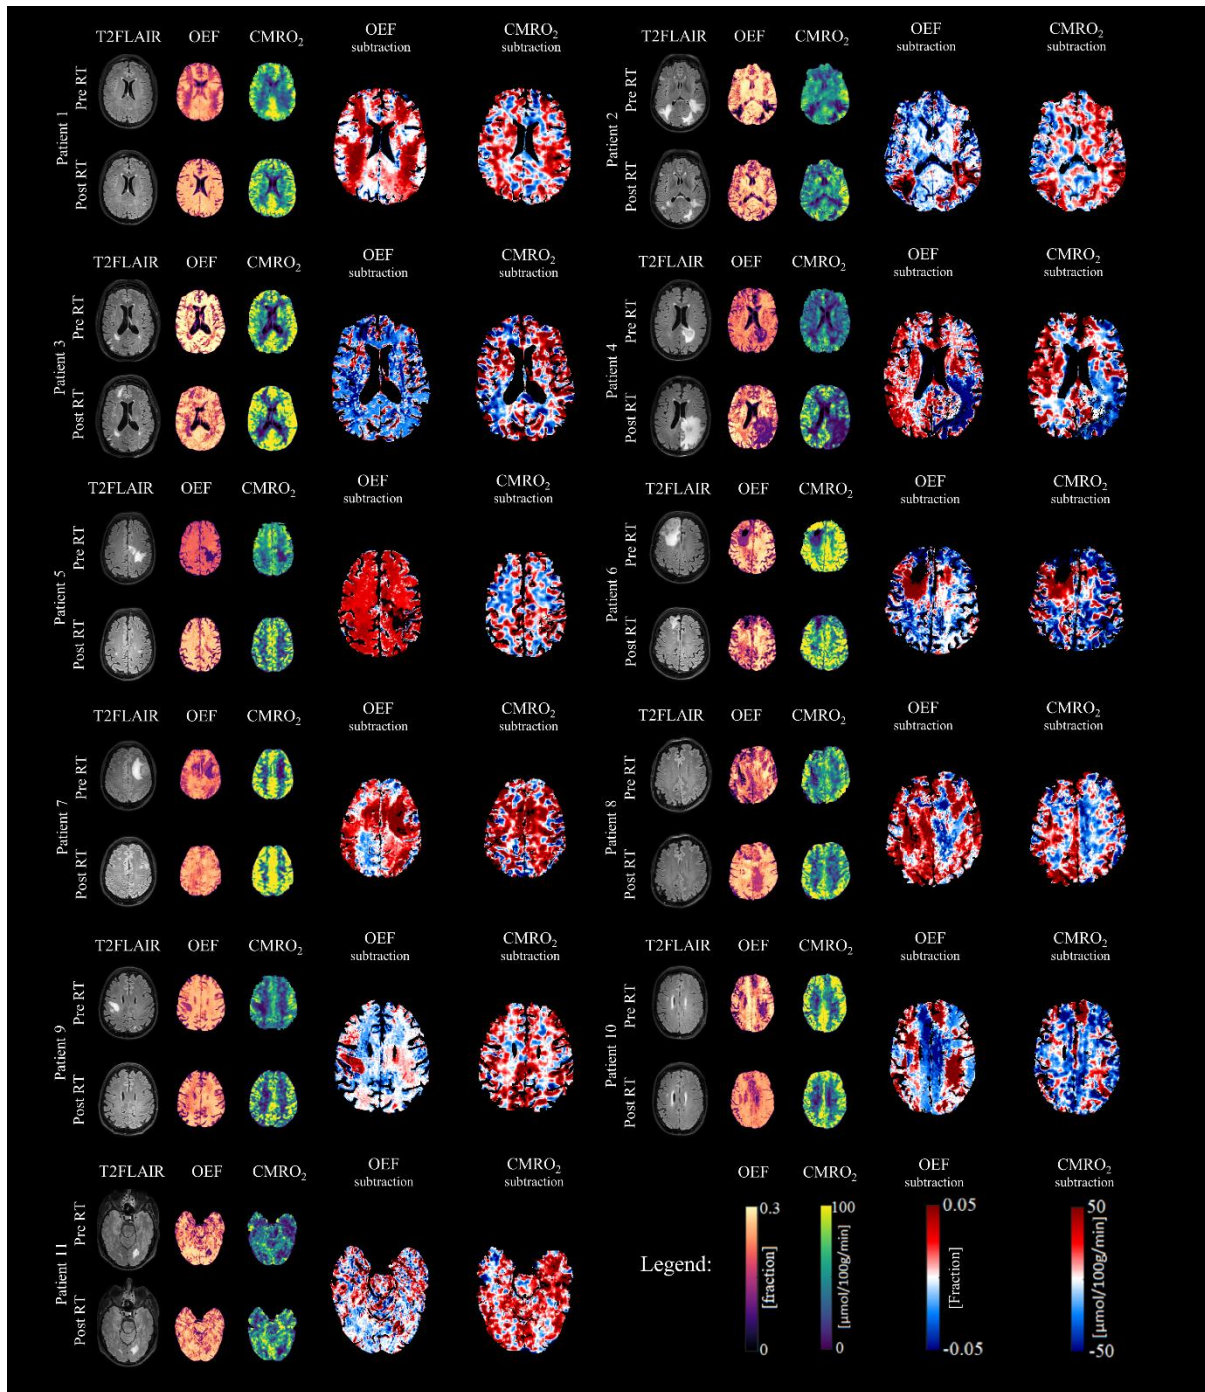 T2FLAIR OEF CMRO₂ OEF subtraction CMRO₂ subtraction
Patient 1
Pre RT
Post RT
T2FLAIR OEF CMRO₂ OEF subtraction CMRO₂ subtraction
Patient 2
Pre RT
Post RT
T2FLAIR OEF CMRO₂ OEF subtraction CMRO₂ subtraction
Patient 3
Pre RT
Post RT
T2FLAIR OEF CMRO₂ OEF subtraction CMRO₂ subtraction
Patient 4
Pre RT
Post RT
T2FLAIR OEF CMRO₂ OEF subtraction CMRO₂ subtraction
Patient 5
Pre RT
Post RT
T2FLAIR OEF CMRO₂ OEF subtraction CMRO₂ subtraction
Patient 6
Pre RT
Post RT
T2FLAIR OEF CMRO₂ OEF subtraction CMRO₂ subtraction
Patient 7
Pre RT
Post RT
T2FLAIR OEF CMRO₂ OEF subtraction CMRO₂ subtraction
Patient 8
Pre RT
Post RT
T2FLAIR OEF CMRO₂ OEF subtraction CMRO₂ subtraction
Patient 9
Pre RT
Post RT
T2FLAIR OEF CMRO₂ OEF subtraction CMRO₂ subtraction
Patient 10
Pre RT
Post RT
T2FLAIR OEF CMRO₂ OEF subtraction CMRO₂ subtraction
Patient 11
Pre RT
Post RT
Legend:
OEF
0.3
[fraction]
0
CMRO₂
100
[μmol/100g/min]
0
OEF
subtraction
0.05
[Fraction]
-0.05
CMRO₂
subtraction
50
[μmol/100g/min]
-50